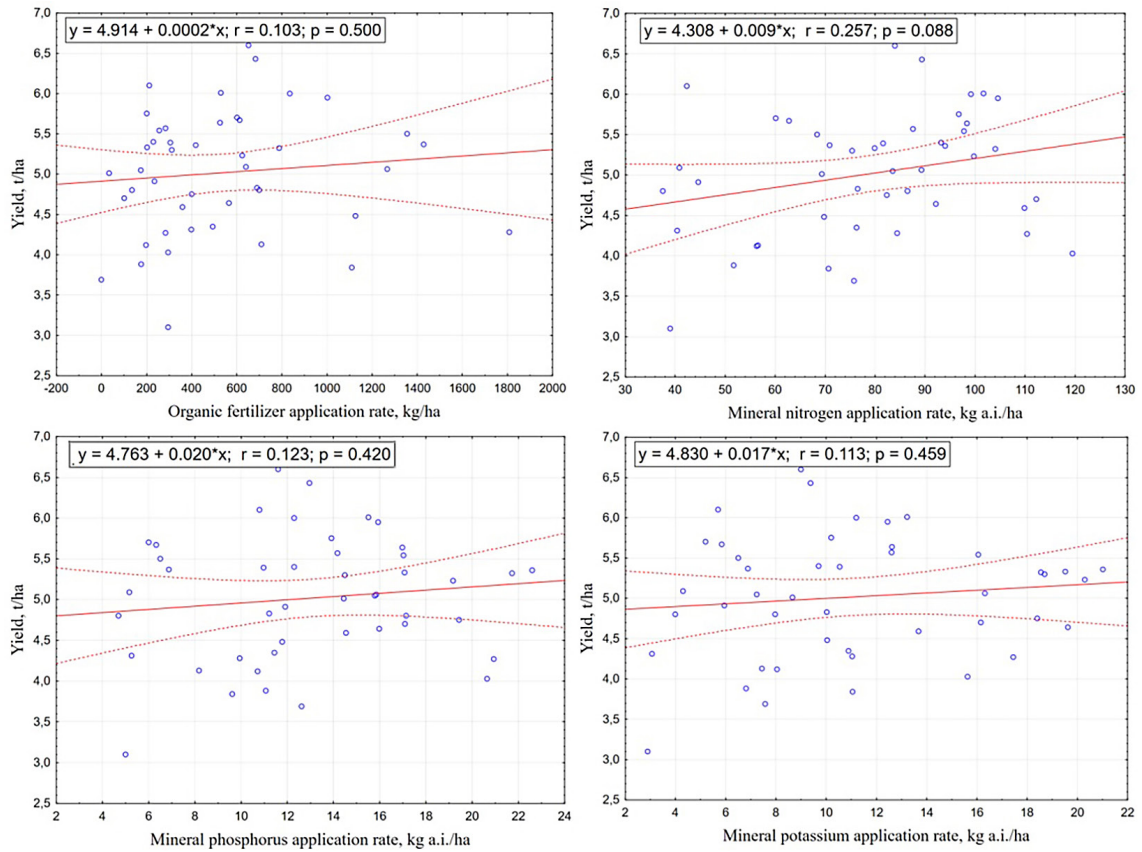 y = 4.914 + 0.0002*x; r = 0.103; p = 0.500
7,0
6,5
6,0
5,5
5,0
4,5
4,0
3,5
3,0
2,5
Yield, t/ha
-200 0 200 400 600 800 1000 1200 1400 1600 1800 2000
Organic fertilizer application rate, kg/ha
y = 4.308 + 0.009*x; r = 0.257; p = 0.088
7,0
6,5
6,0
5,5
5,0
4,5
4,0
3,5
3,0
2,5
Yield, t/ha
30 40 50 60 70 80 90 100 110 120 130
Mineral nitrogen application rate, kg a.i./ha
y = 4.763 + 0.020*x; r = 0.123; p = 0.420
7,0
6,5
6,0
5,5
5,0
4,5
4,0
3,5
3,0
2,5
Yield, t/ha
2 4 6 8 10 12 14 16 18 20 22 24
Mineral phosphorus application rate, kg a.i./ha
y = 4.830 + 0.017*x; r = 0.113; p = 0.459
7,0
6,5
6,0
5,5
5,0
4,5
4,0
3,5
3,0
2,5
Yield, t/ha
2 4 6 8 10 12 14 16 18 20 22
Mineral potassium application rate, kg a.i./ha